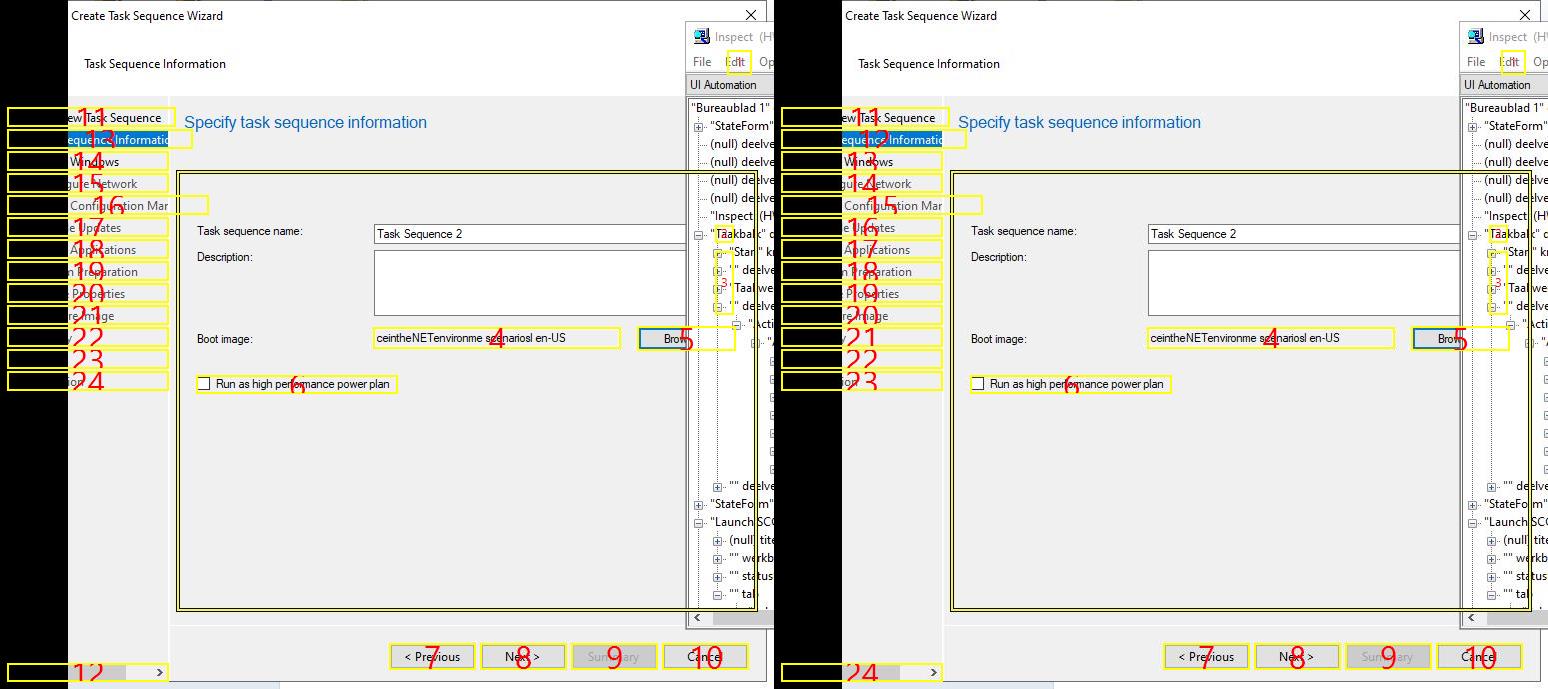 Create Task Sequence Wizard
Inspect (H
File Edit Op
Task Sequence Information
UI Automation
"Bureaublad 1"
11 ew Task Sequence
Specify task sequence information
"StateForm"
13 equence Informatio
(null) deelve
14 Windows
(null) deelve
15 gure Network
(null) deelve
16 Configuration Mar
(null) deelve
"Inspect (H
17 e Updates
Task sequence name: Task Sequence 2
"Taakbalk" d
18 Applications
Description:
"Start" kn
19 m Preparation
"" deelve
3
20 Properties
"Taakwe
21 re Image
"" deelve
"Acti
22
Boot image: ceintheNETenvironme scenariosl en-US 4
Brow 5
23
24 ion
Run as high performance power plan 6
"" deelve
"StateForm"
"Launch SCC
(null) tite
"" werkb
"" status
"" tab
< Previous 7
Next > 8
Summary 9
Cancel 10
12
Create Task Sequence Wizard
Inspect (H
File Edit Op
Task Sequence Information
UI Automation
"Bureaublad 1"
11 ew Task Sequence
Specify task sequence information
"StateForm"
12 equence Informatio
(null) deelve
13 Windows
(null) deelve
14 gure Network
(null) deelve
15 Configuration Mar
(null) deelve
"Inspect (H
16 e Updates
Task sequence name: Task Sequence 2
"Taakbalk" d
17 Applications
Description:
"Start" kn
18 m Preparation
"" deelve
3
19 Properties
"Taakwe
20 re Image
"" deelve
"Acti
21
Boot image: ceintheNETenvironme scenariosl en-US 4
Brow 5
22
23 ion
Run as high performance power plan 6
"" deelve
"StateForm"
"Launch SCC
(null) tite
"" werkb
"" status
"" tab
< Previous 7
Next > 8
Summary 9
Cancel 10
24